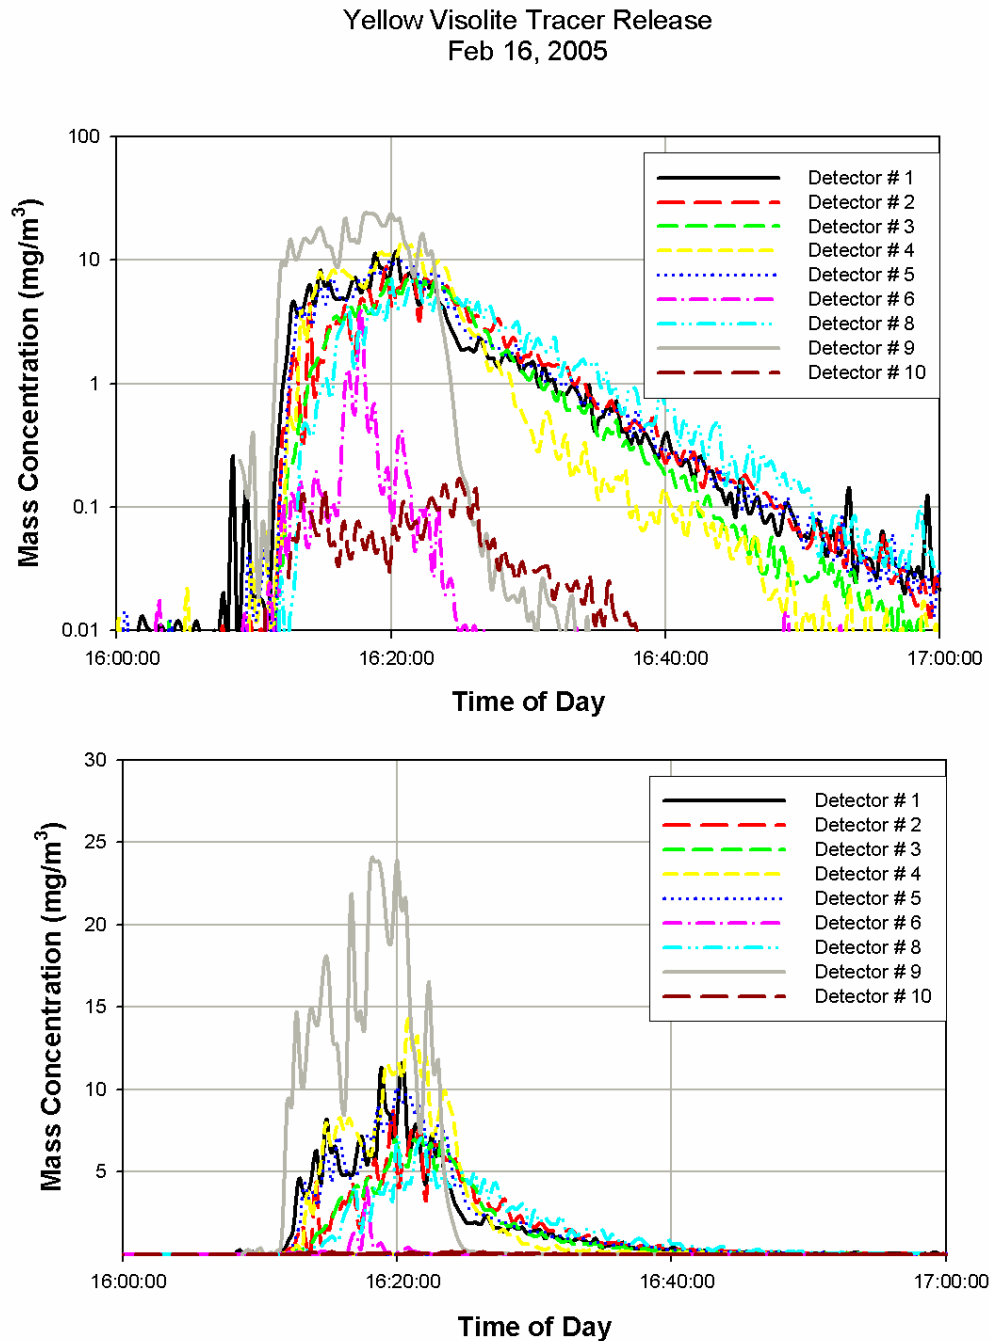 Yellow Visolite Tracer Release
Feb 16, 2005
100
10
1
0.1
0.01
Mass Concentration (mg/m³)
Detector # 1
Detector # 2
Detector # 3
Detector # 4
Detector # 5
Detector # 6
Detector # 8
Detector # 9
Detector # 10
16:00:00 16:20:00 16:40:00 17:00:00
Time of Day
30
25
20
15
10
5
Mass Concentration (mg/m³)
Detector # 1
Detector # 2
Detector # 3
Detector # 4
Detector # 5
Detector # 6
Detector # 8
Detector # 9
Detector # 10
16:00:00 16:20:00 16:40:00 17:00:00
Time of Day